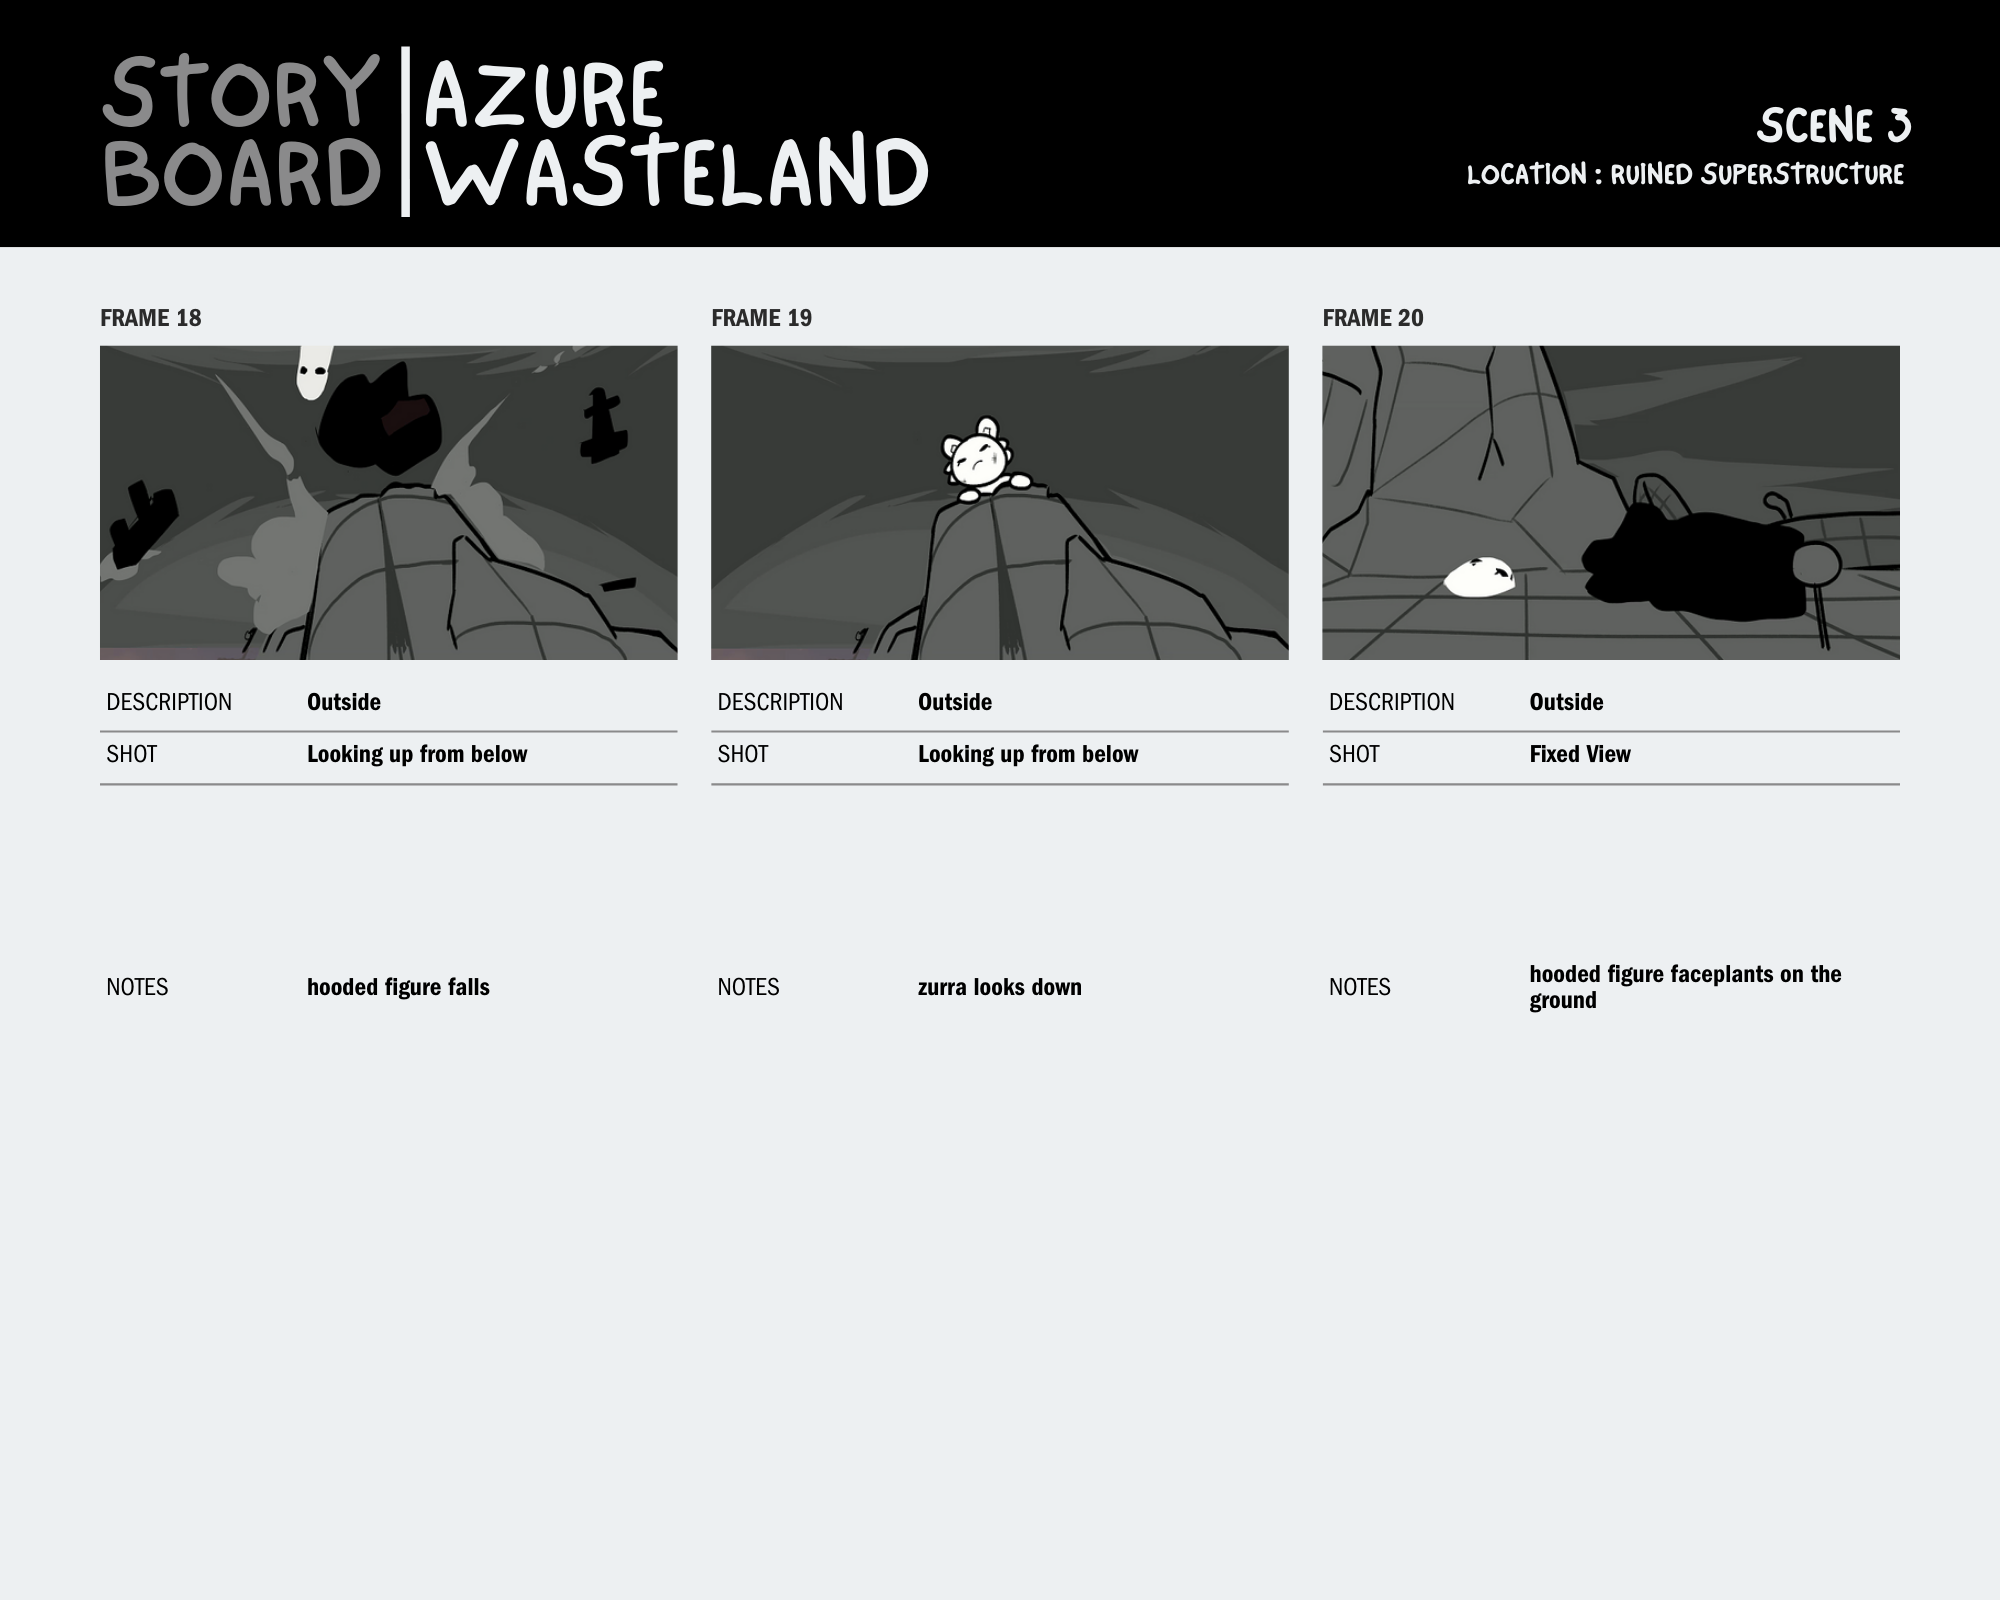 STORY
BOARD
AZURE
WASTELAND
SCENE 3
LOCATION : RUINED SUPERSTRUCTURE
FRAME 18
DESCRIPTION Outside
SHOT Looking up from below
NOTES hooded figure falls
FRAME 19
DESCRIPTION Outside
SHOT Looking up from below
NOTES zurra looks down
FRAME 20
DESCRIPTION Outside
SHOT Fixed View
NOTES hooded figure faceplants on the
ground